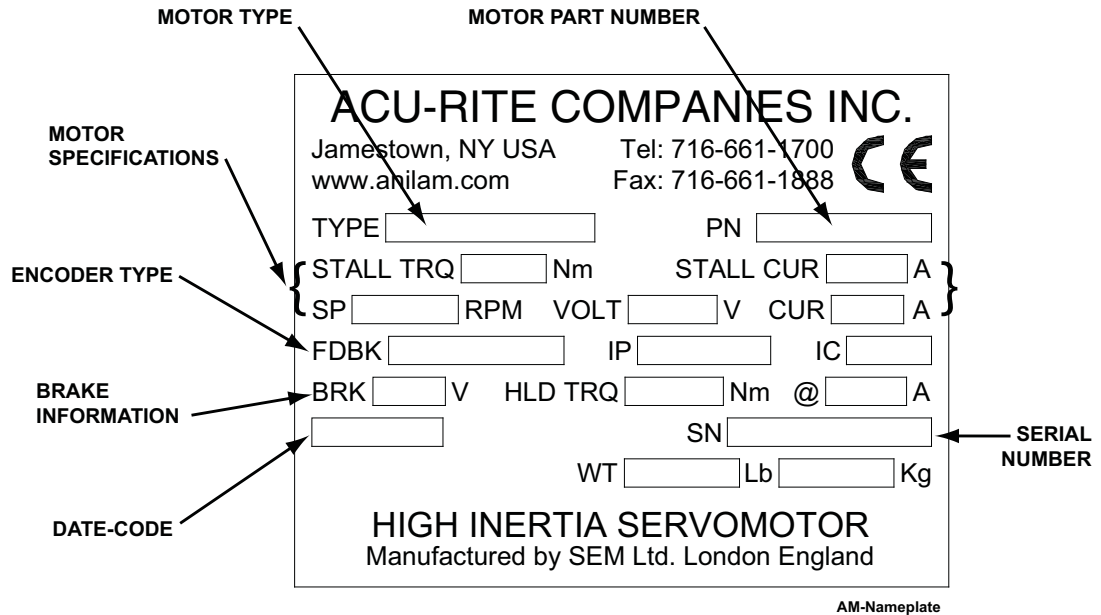 MOTOR TYPE
MOTOR PART NUMBER
ACU-RITE COMPANIES INC.
MOTOR
SPECIFICATIONS
Jamestown, NY USA Tel: 716-661-1700
www.anilam.com Fax: 716-661-1888
CE
TYPE PN
STALL TRQ Nm STALL CUR A
ENCODER TYPE
SP RPM VOLT V CUR A
FDBK IP IC
BRAKE
INFORMATION
BRK V HLD TRQ Nm @ A
SN
SERIAL
NUMBER
WT Lb Kg
DATE-CODE
HIGH INERTIA SERVOMOTOR
Manufactured by SEM Ltd. London England
AM-Nameplate